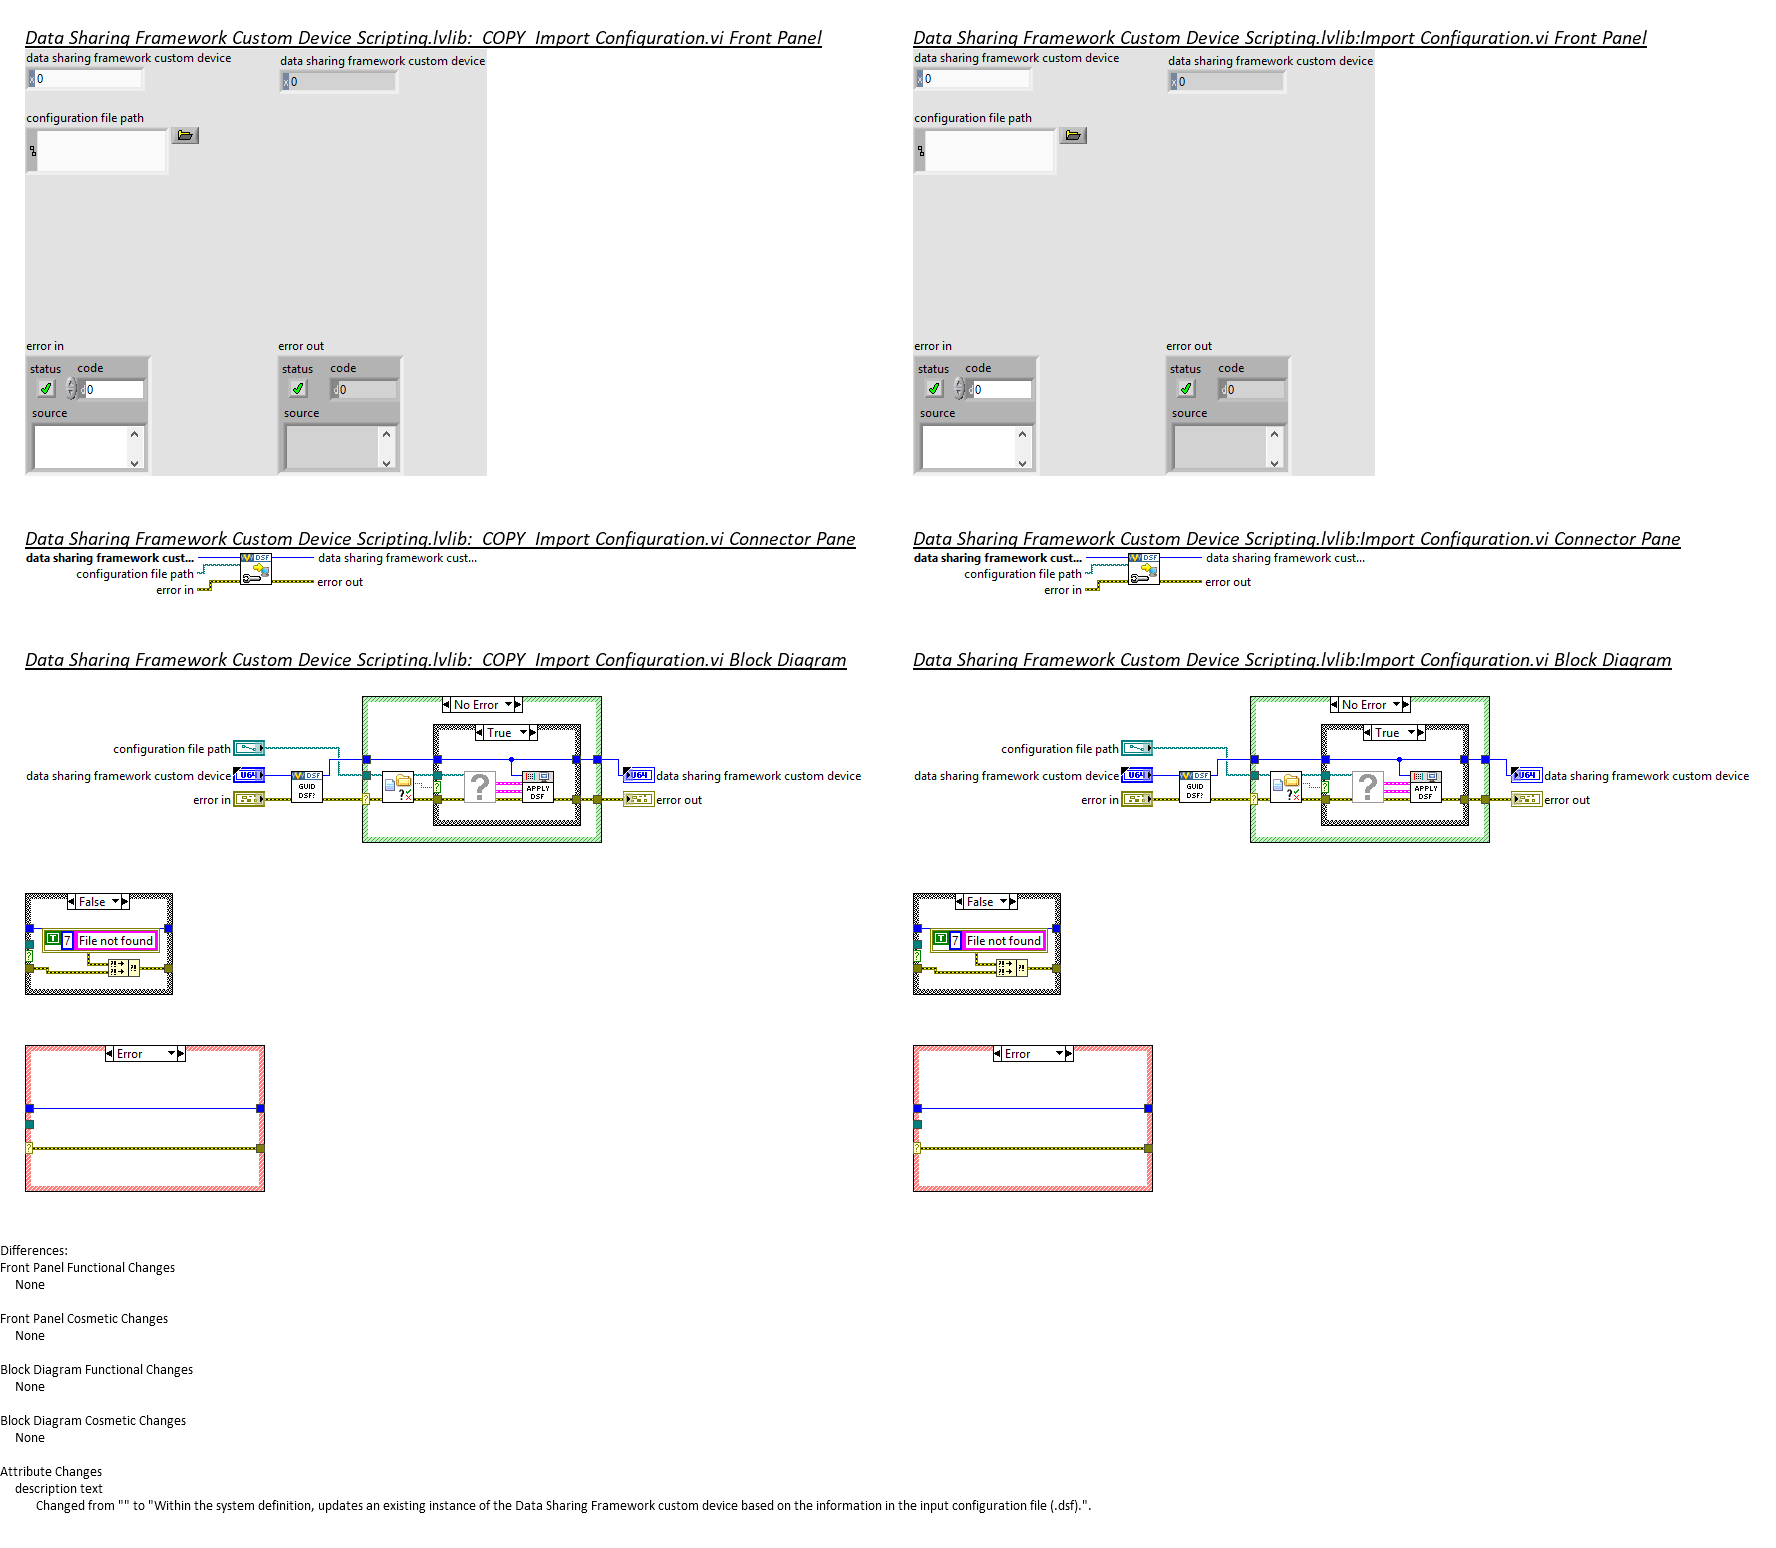 Data Sharing Framework Custom Device Scripting.lvlib:  COPY  Import Configuration.vi Front Panel
data sharing framework custom device
data sharing framework custom device
0
0
configuration file path
error in
error out
status code
status code
0
0
source
source
Data Sharing Framework Custom Device Scripting.lvlib:Import Configuration.vi Front Panel
data sharing framework custom device
data sharing framework custom device
0
0
configuration file path
error in
error out
status code
status code
0
0
source
source
Data Sharing Framework Custom Device Scripting.lvlib:  COPY  Import Configuration.vi Connector Pane
data sharing framework cust...
data sharing framework cust...
DSF
configuration file path
error out
error in
Data Sharing Framework Custom Device Scripting.lvlib:Import Configuration.vi Connector Pane
data sharing framework cust...
data sharing framework cust...
DSF
configuration file path
error out
error in
Data Sharing Framework Custom Device Scripting.lvlib:  COPY  Import Configuration.vi Block Diagram
No Error
True
configuration file path
data sharing framework custom device
U64
DSF
GUID
DSF?
?
APPLY
DSF
U64
data sharing framework custom device
error in
error out
False
T 7 File not found
Error
Data Sharing Framework Custom Device Scripting.lvlib:Import Configuration.vi Block Diagram
No Error
True
configuration file path
data sharing framework custom device
U64
DSF
GUID
DSF?
?
APPLY
DSF
U64
data sharing framework custom device
error in
error out
False
T 7 File not found
Error
Differences:
Front Panel Functional Changes
None
Front Panel Cosmetic Changes
None
Block Diagram Functional Changes
None
Block Diagram Cosmetic Changes
None
Attribute Changes
description text
Changed from "" to "Within the system definition, updates an existing instance of the Data Sharing Framework custom device based on the information in the input configuration file (.dsf).".